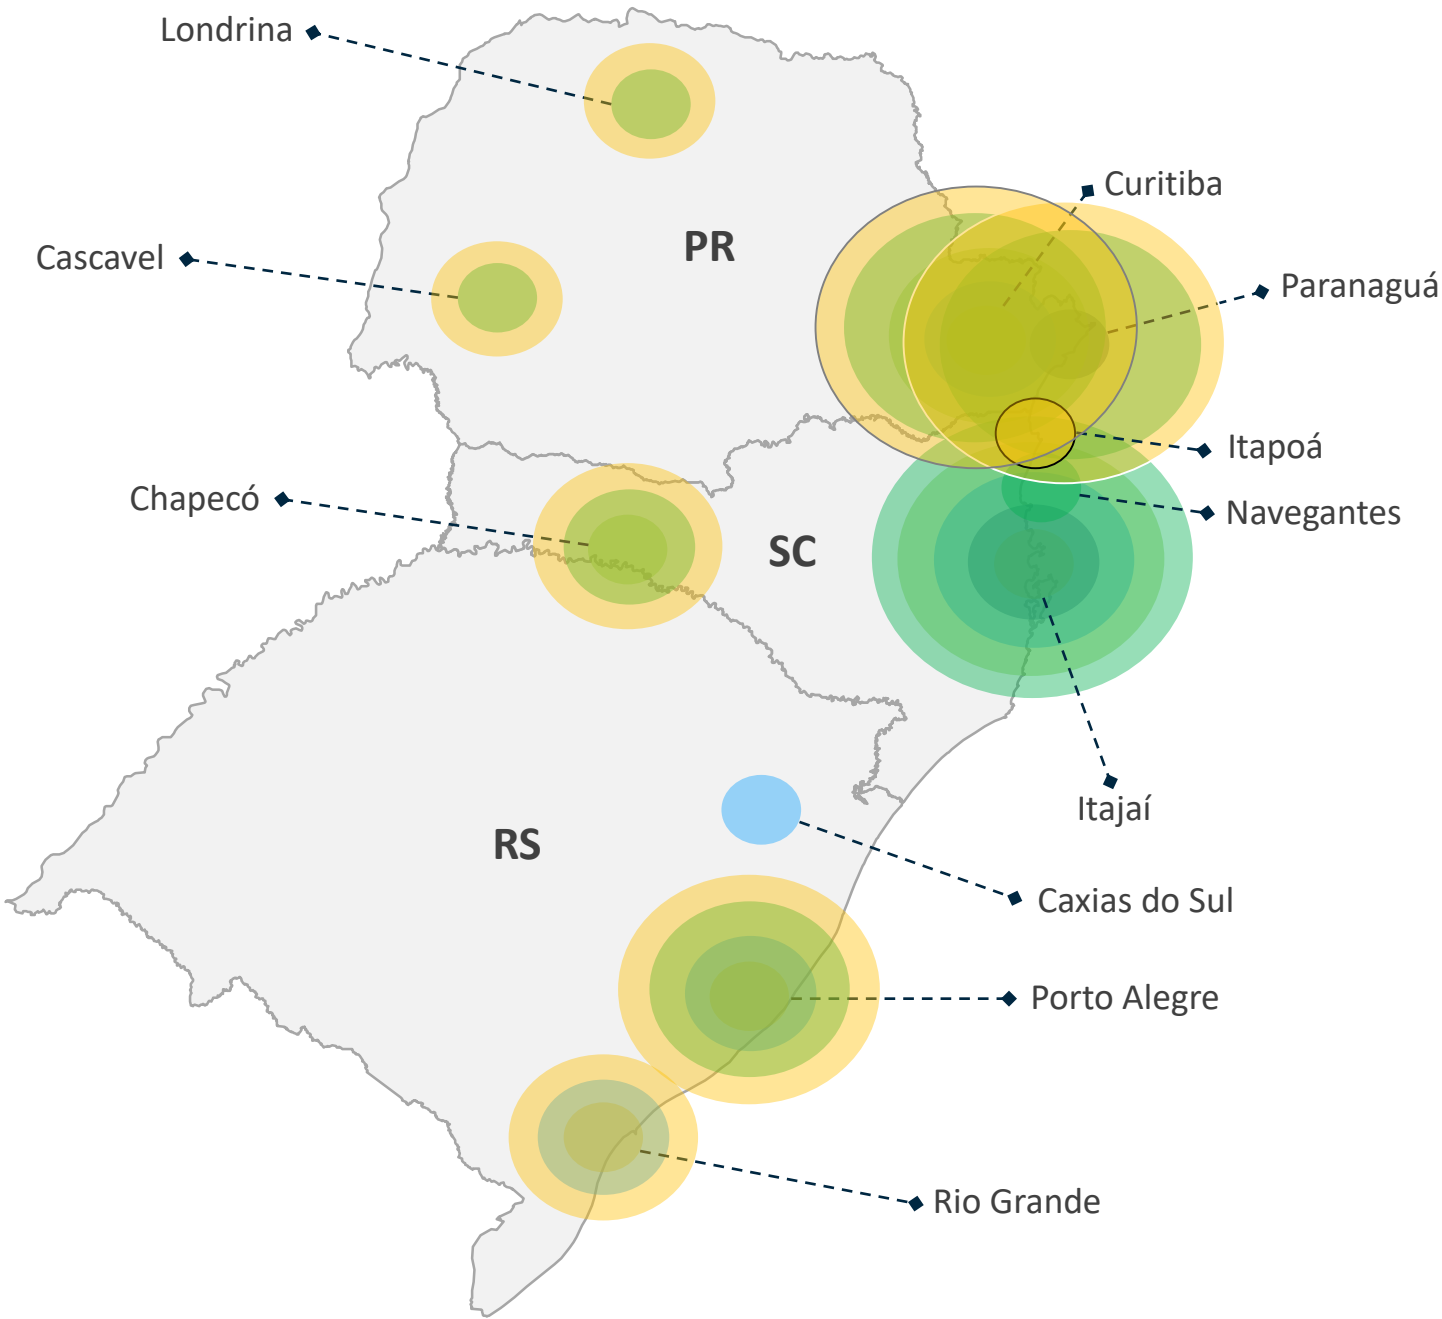 Londrina
Curitiba
PR
Cascavel
Paranaguá
Itapoá
Chapecó
Navegantes
SC
Itajaí
RS
Caxias do Sul
Porto Alegre
Rio Grande